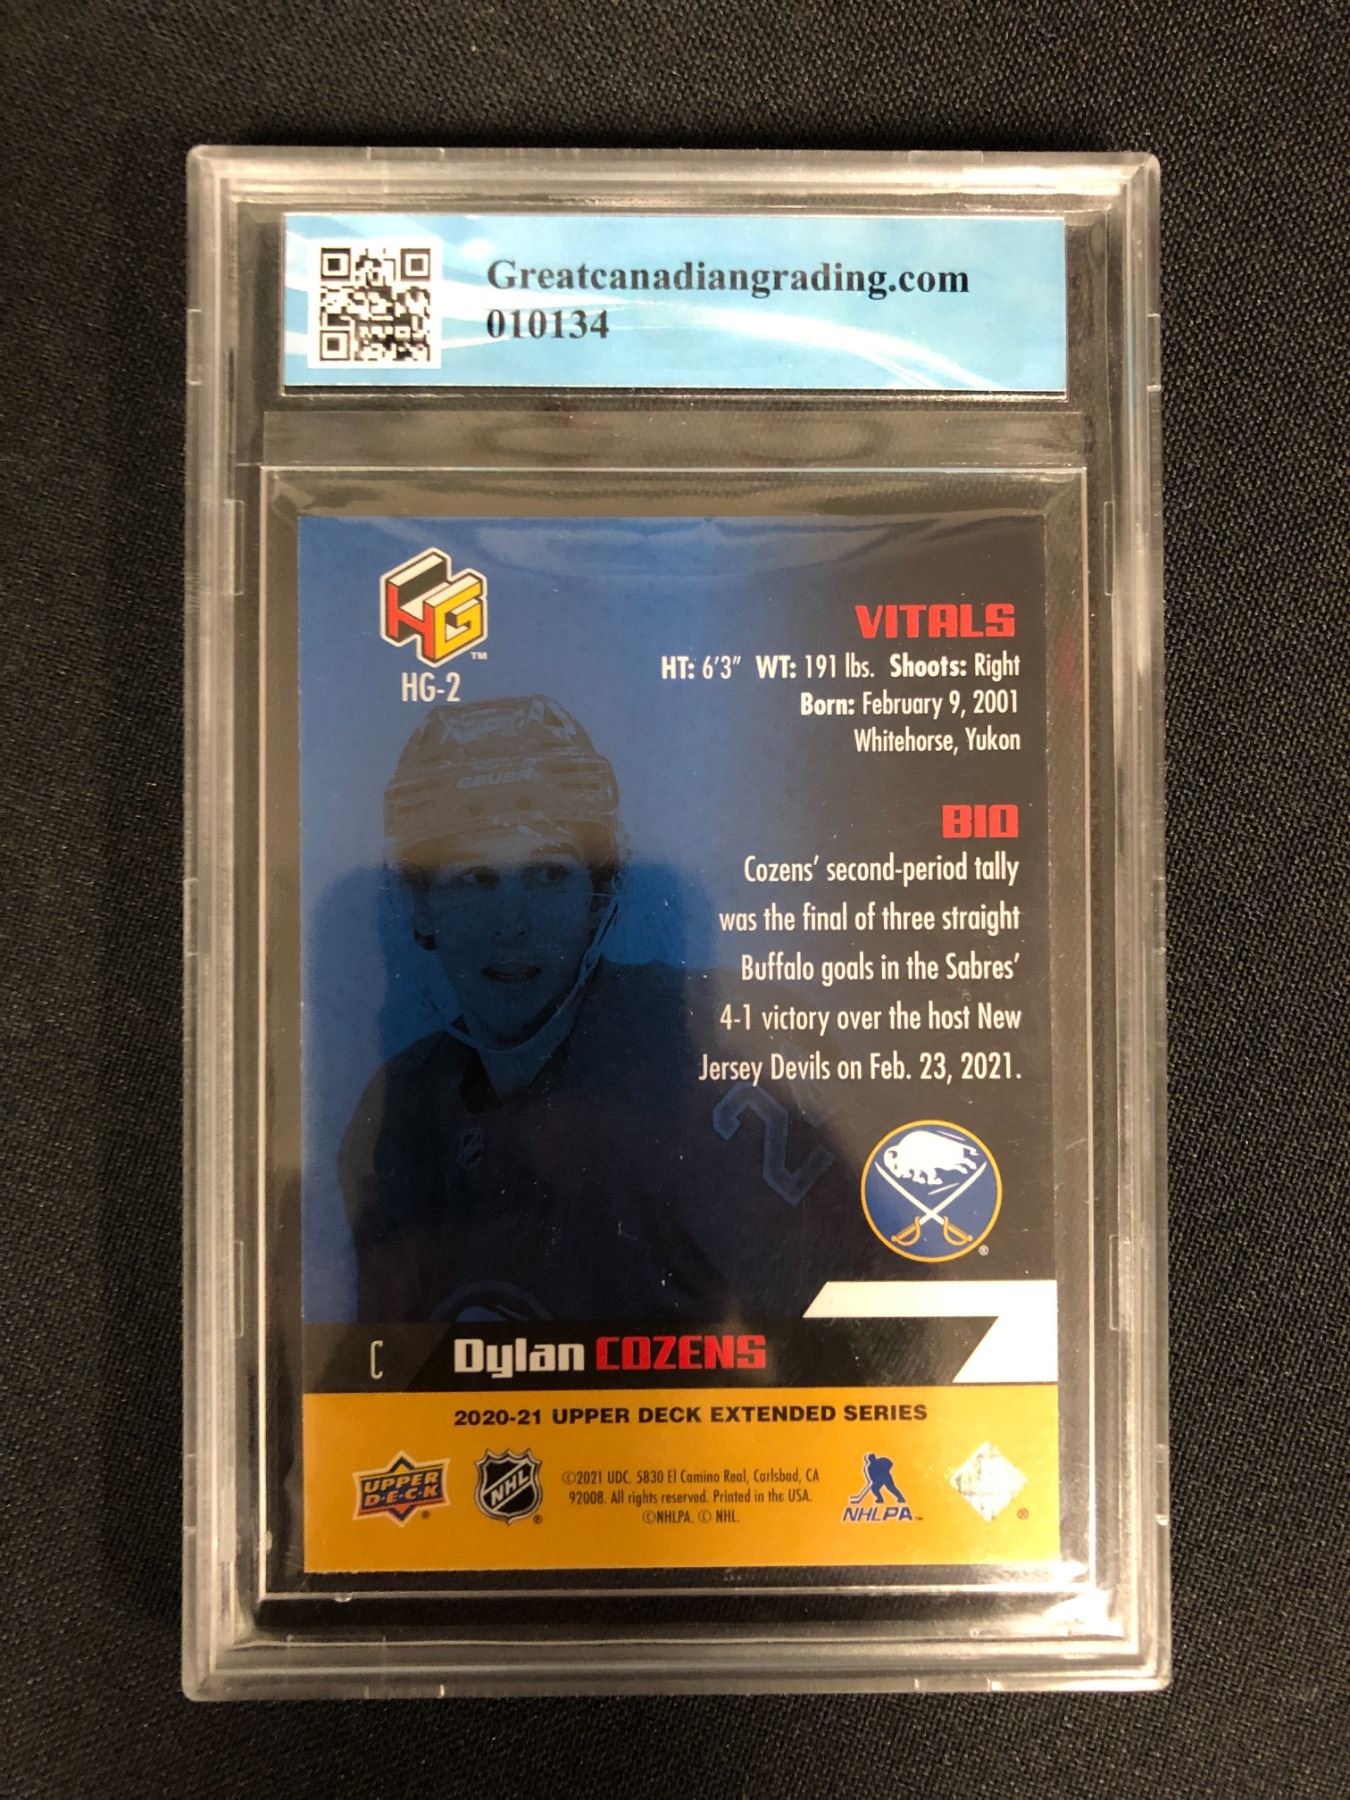 Greatcanadiangrading.com
010134
HG™
HG-2
VITALS
HT: 6'3" WT: 191 lbs. Shoots: Right
Born: February 9, 2001
Whitehorse, Yukon
BAUER
BIO
Cozens' second-period tally
was the final of three straight
Buffalo goals in the Sabres'
4-1 victory over the host New
Jersey Devils on Feb. 23, 2021.
2
®
C Dylan COZENS
2020-21 UPPER DECK EXTENDED SERIES
UPPER
D·E·C·K®
NHL®
©2021 UDC. 5830 El Camino Real, Carlsbad, CA
92008. All rights reserved. Printed in the USA.
©NHLPA. © NHL.
NHLPA™
®